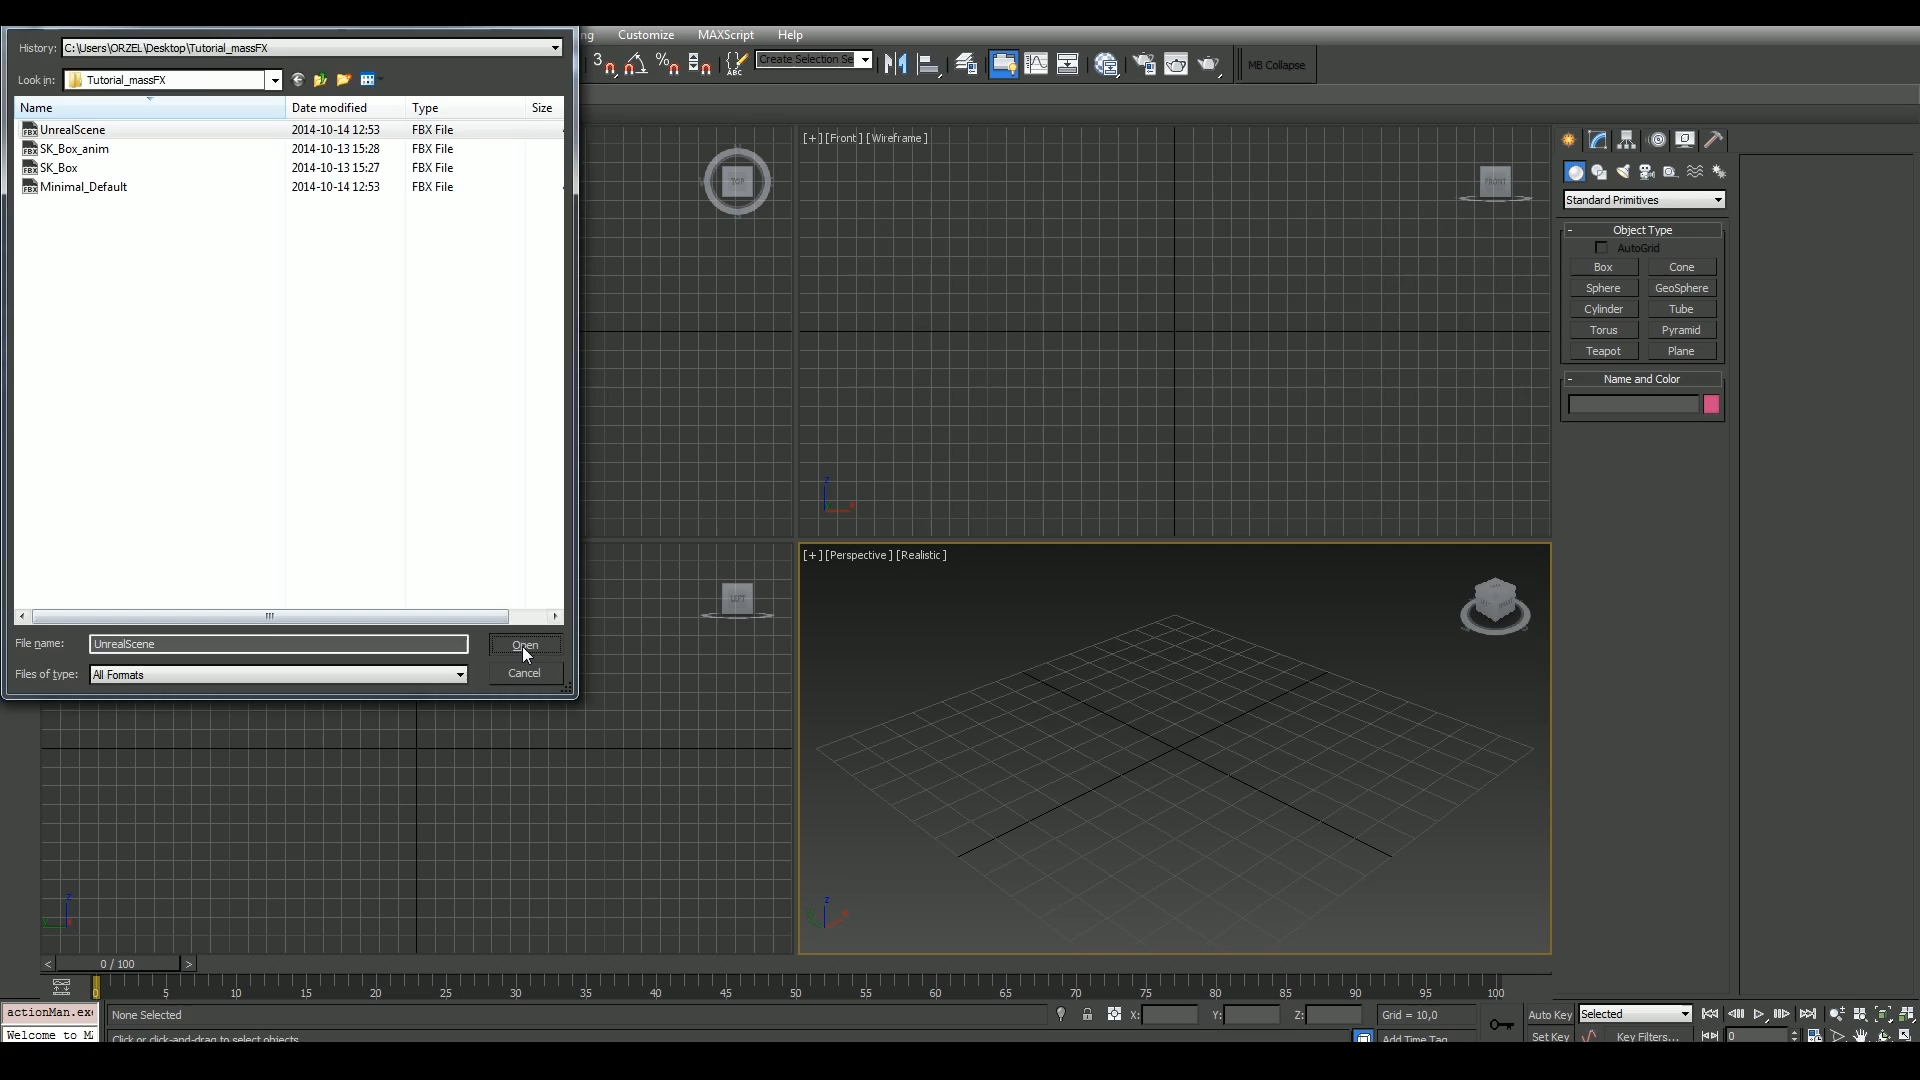 History: C:\Users\ORZEL\Desktop\Tutorial_massFX
Look in: Tutorial_massFX
Name Date modified Type Size
UnrealScene 2014-10-14 12:53 FBX File
SK_Box_anim 2014-10-13 15:28 FBX File
SK_Box 2014-10-13 15:27 FBX File
Minimal_Default 2014-10-14 12:53 FBX File
File name: UnrealScene Open
Files of type: All Formats Cancel
ng Customize MAXScript Help
3 Create Selection Se MB Collapse
ABC
[+][Front][Wireframe]
TOP
FRONT
LEFT
[+][Perspective][Realistic]
z
x
z
y
z
Standard Primitives
- Object Type
AutoGrid
Box Cone
Sphere GeoSphere
Cylinder Tube
Torus Pyramid
Teapot Plane
- Name and Color
< 0 / 100 >
0 5 10 15 20 25 30 35 40 45 50 55 60 65 70 75 80 85 90 95 100
actionMan.exe None Selected X: Y: Z: Grid = 10,0 Auto Key Selected
Welcome to M Click or click-and-drag to select objects Add Time Tag Set Key Key Filters... 0